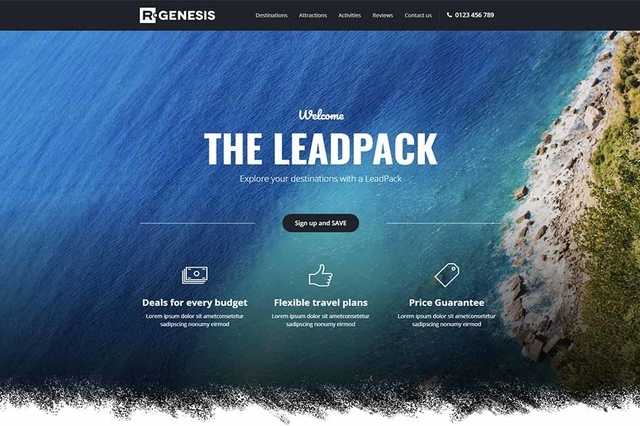 R GENESIS
Destinations Attractions Activities Reviews Contact us 0123 456 789
Welcome
THE LEADPACK
Explore your destinations with a LeadPack
Sign up and SAVE
Deals for every budget Flexible travel plans Price Guarantee
Lorem ipsum dolor sit ametconsetetur Lorem ipsum dolor sit ametconsetetur Lorem ipsum dolor sit ametconsetetur
sadipscing nonumy eirmod sadipscing nonumy eirmod sadipscing nonumy eirmod